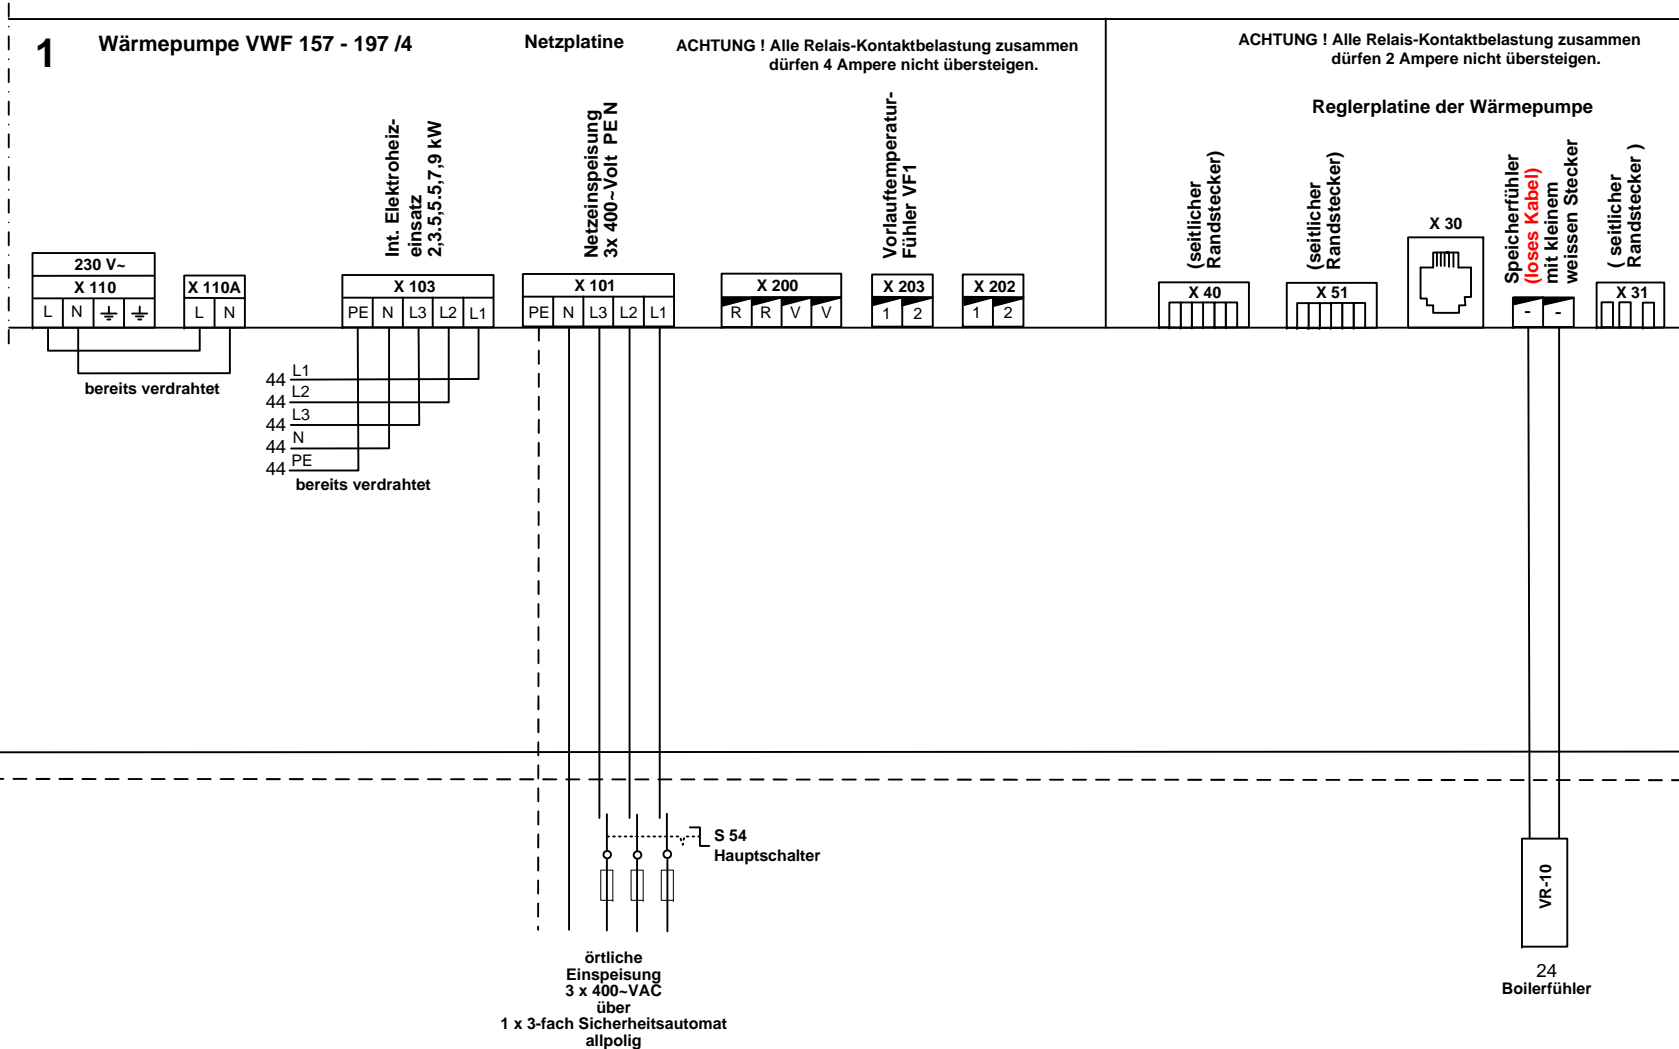 1
Wärmepumpe VWF 157 - 197 /4
Netzplatine
ACHTUNG ! Alle Relais-Kontaktbelastung zusammen
dürfen 4 Ampere nicht übersteigen.
ACHTUNG ! Alle Relais-Kontaktbelastung zusammen
dürfen 2 Ampere nicht übersteigen.
Reglerplatine der Wärmepumpe
Int. Elektroheiz-
einsatz
2,3.5,5.5,7,9 kW
Netzeinspeisung
3x 400~Volt PE N
Vorlauftemperatur-
Fühler VF1
(seitlicher
Randstecker)
(seitlicher
Randstecker)
X 30
Speicherfühler
(loses Kabel)
mit kleinem
weissen Stecker
( seitlicher
Randstecker )
230 V~
X 110
L N
X 110A
L N
X 103
PE N L3 L2 L1
X 101
PE N L3 L2 L1
X 200
R R V V
X 203
1 2
X 202
1 2
X 40
X 51
- -
X 31
bereits verdrahtet
44 L1
44 L2
44 L3
44 N
44 PE
bereits verdrahtet
S 54
Hauptschalter
örtliche
Einspeisung
3 x 400~VAC
über
1 x 3-fach Sicherheitsautomat
allpolig
VR-10
24
Boilerfühler